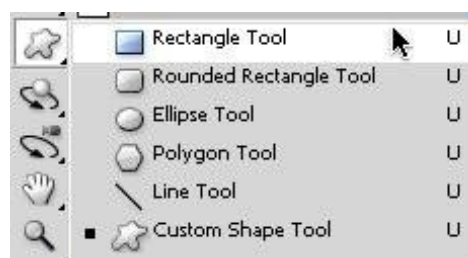 Rectangle Tool U
Rounded Rectangle Tool U
Ellipse Tool U
Polygon Tool U
Line Tool U
Custom Shape Tool U